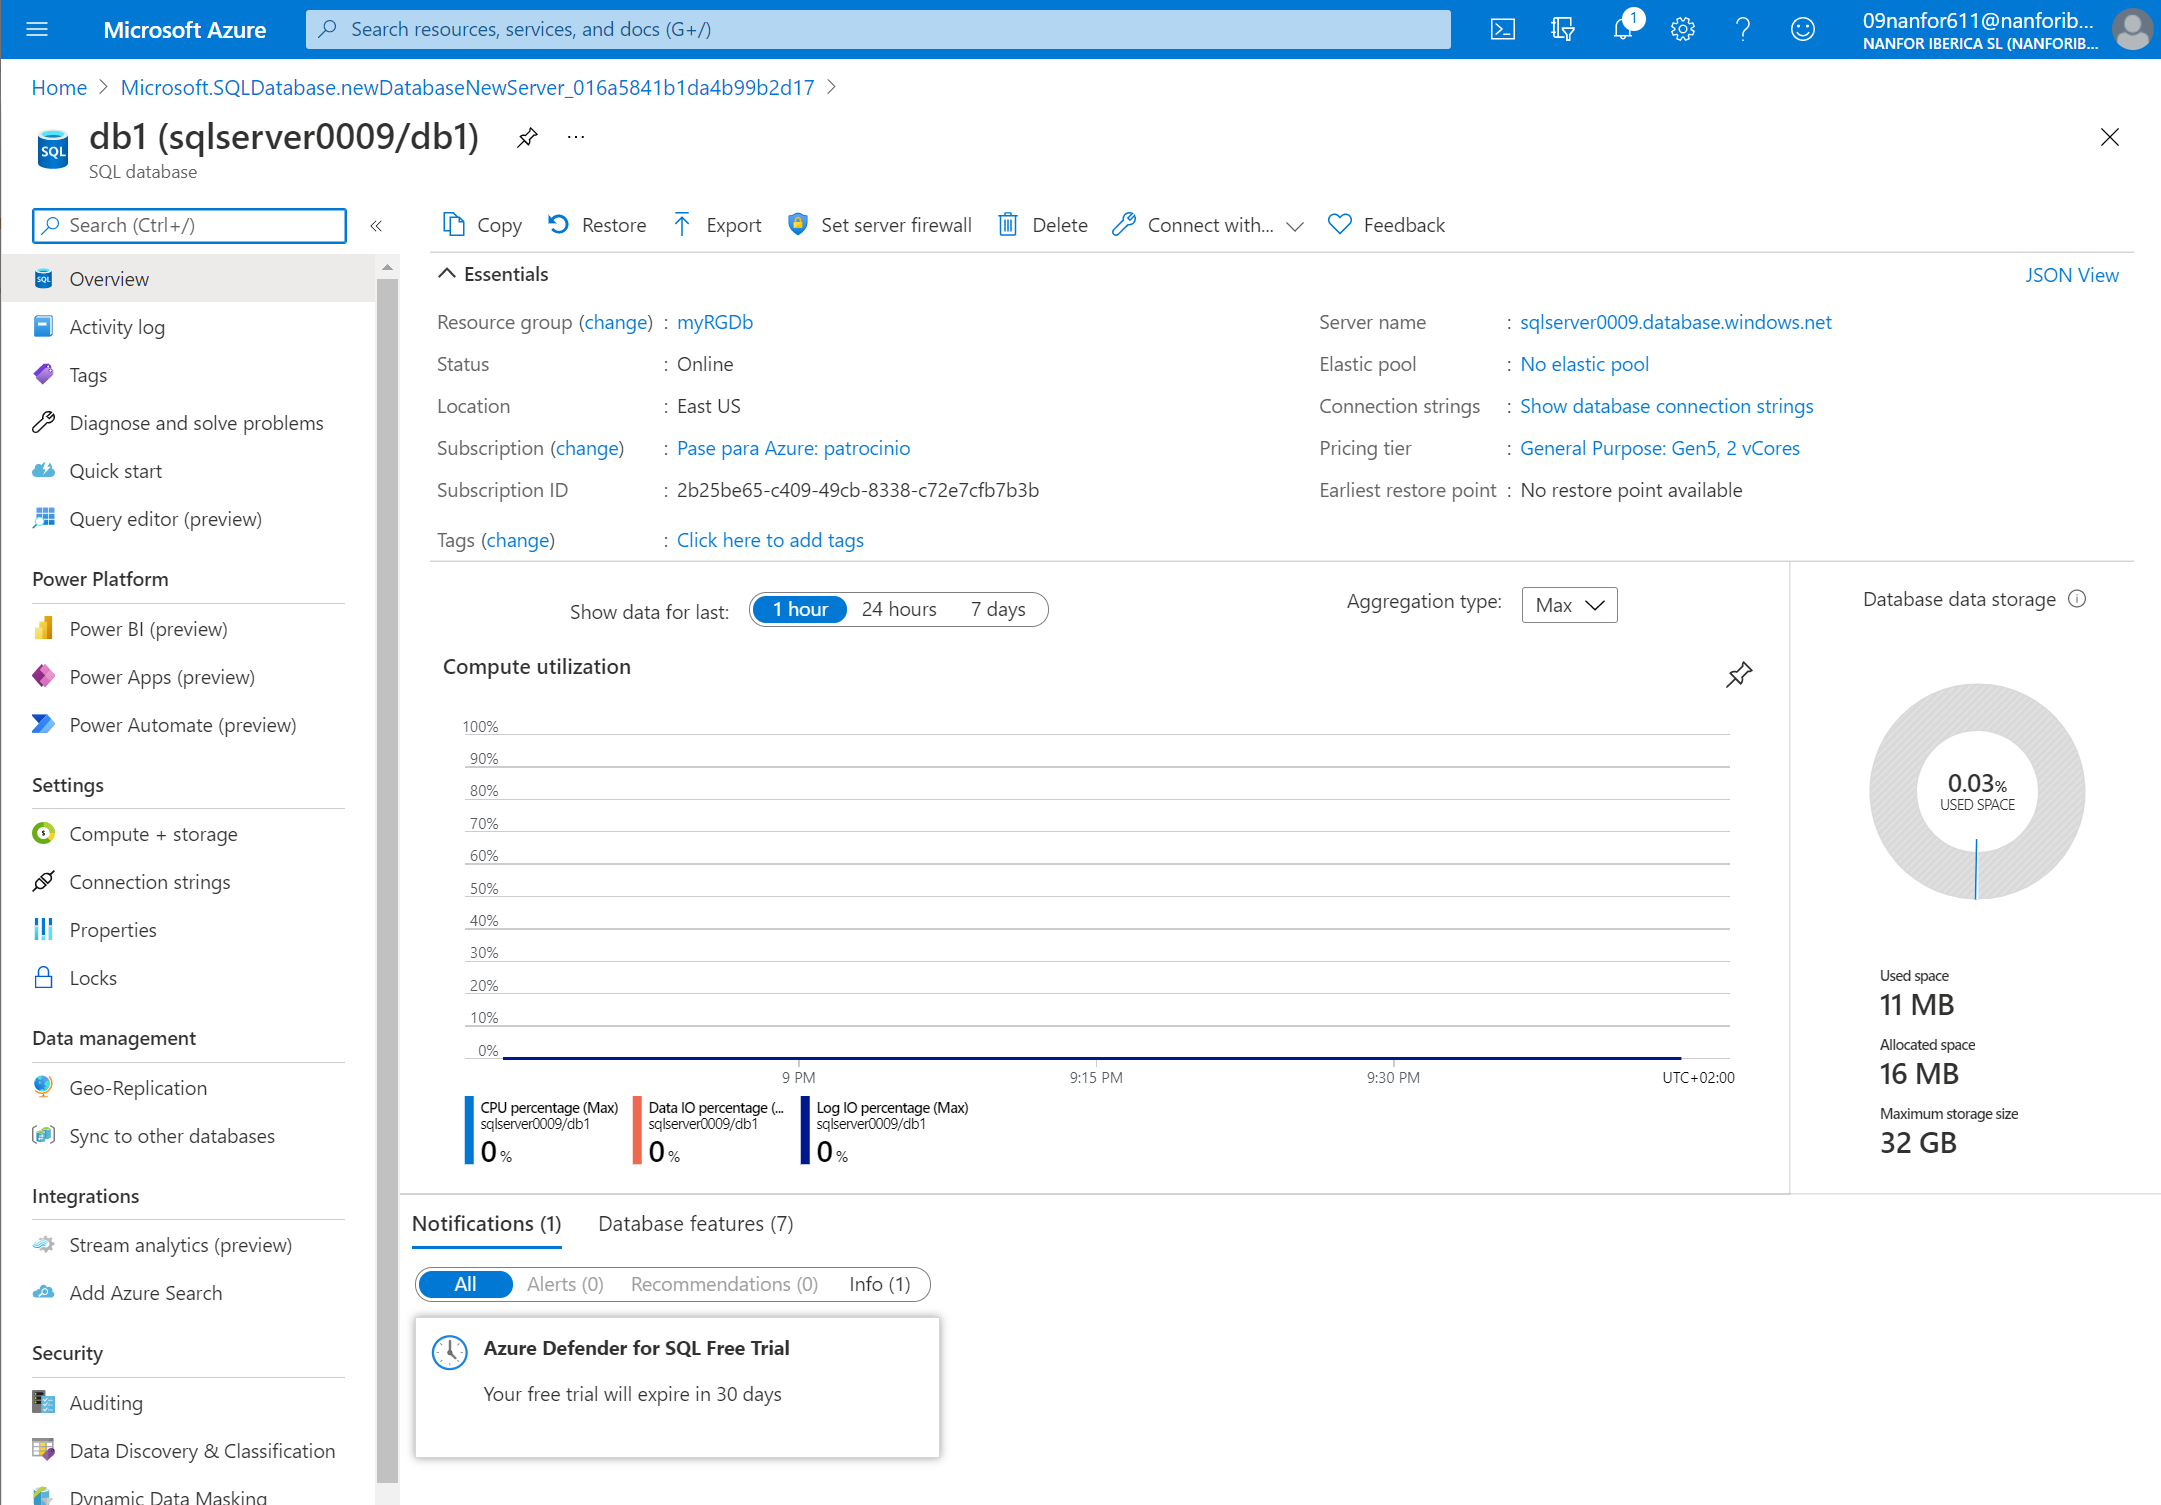 Microsoft Azure
Search resources, services, and docs (G+/)
1
09nanfor611@nanforib...
NANFOR IBERICA SL (NANFORIB...
Home > Microsoft.SQLDatabase.newDatabaseNewServer_016a5841b1da4b99b2d17 >
SQL
db1 (sqlserver0009/db1)
SQL database
Search (Ctrl+/)
Overview
Activity log
Tags
Diagnose and solve problems
Quick start
Query editor (preview)
Power Platform
Power BI (preview)
Power Apps (preview)
Power Automate (preview)
Settings
Compute + storage
Connection strings
Properties
Locks
Data management
Geo-Replication
Sync to other databases
Integrations
Stream analytics (preview)
Add Azure Search
Security
Auditing
Data Discovery & Classification
Dynamic Data Masking
Copy Restore Export Set server firewall Delete Connect with... Feedback
Essentials
JSON View
Resource group (change) : myRGDb
Status : Online
Location : East US
Subscription (change) : Pase para Azure: patrocinio
Subscription ID : 2b25be65-c409-49cb-8338-c72e7cfb7b3b
Tags (change) : Click here to add tags
Server name : sqlserver0009.database.windows.net
Elastic pool : No elastic pool
Connection strings : Show database connection strings
Pricing tier : General Purpose: Gen5, 2 vCores
Earliest restore point : No restore point available
Show data for last: 1 hour 24 hours 7 days
Aggregation type: Max
Compute utilization
100%
90%
80%
70%
60%
50%
40%
30%
20%
10%
0%
9 PM 9:15 PM 9:30 PM UTC+02:00
CPU percentage (Max)
sqlserver0009/db1
0 %
Data IO percentage (...
sqlserver0009/db1
0 %
Log IO percentage (Max)
sqlserver0009/db1
0 %
Database data storage
0.03%
USED SPACE
Used space
11 MB
Allocated space
16 MB
Maximum storage size
32 GB
Notifications (1) Database features (7)
All Alerts (0) Recommendations (0) Info (1)
Azure Defender for SQL Free Trial
Your free trial will expire in 30 days